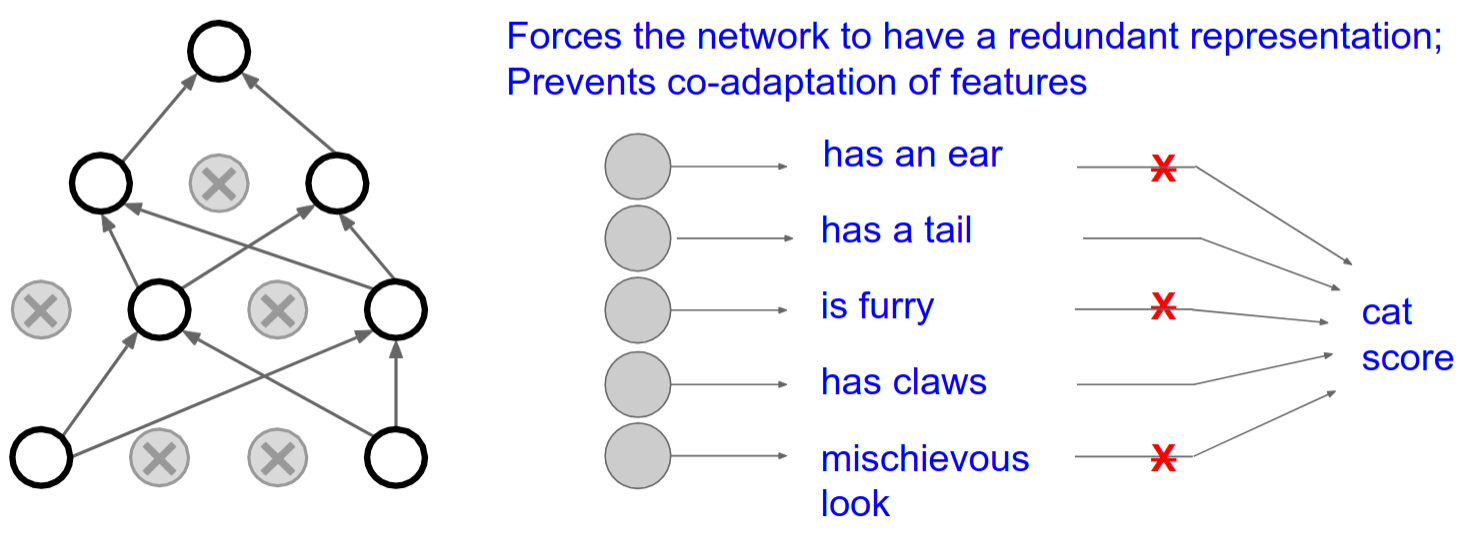 Forces the network to have a redundant representation;
Prevents co-adaptation of features
has an ear
X
has a tail
is furry
X
cat
score
has claws
mischievous
look
X